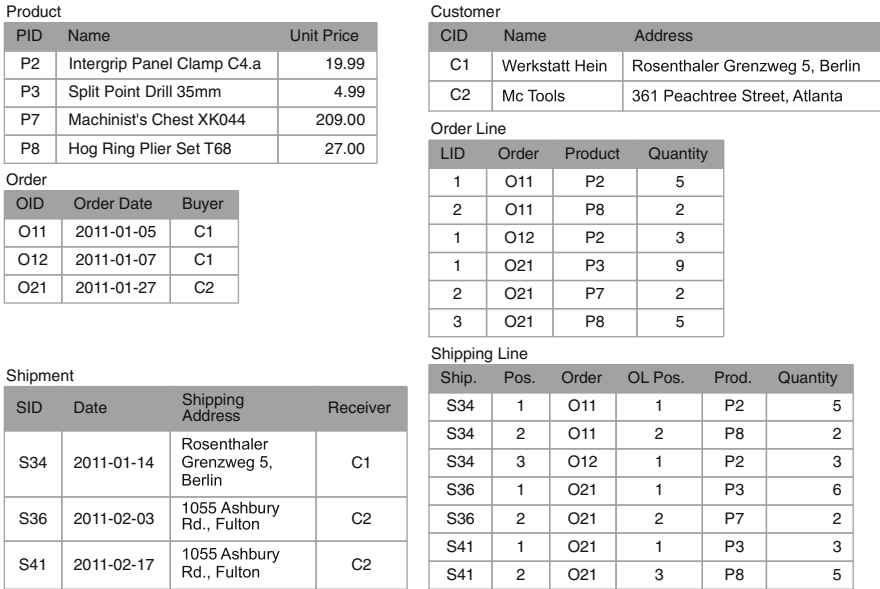 Product
PID Name Unit Price
P2 Intergrip Panel Clamp C4.a 19.99
P3 Split Point Drill 35mm 4.99
P7 Machinist's Chest XK044 209.00
P8 Hog Ring Plier Set T68 27.00
Customer
CID Name Address
C1 Werkstatt Hein Rosenthaler Grenzweg 5, Berlin
C2 Mc Tools 361 Peachtree Street, Atlanta
Order
OID Order Date Buyer
O11 2011-01-05 C1
O12 2011-01-07 C1
O21 2011-01-27 C2
Order Line
LID Order Product Quantity
1 O11 P2 5
2 O11 P8 2
1 O12 P2 3
1 O21 P3 9
2 O21 P7 2
3 O21 P8 5
Shipment
SID Date Shipping
Address Receiver
S34 2011-01-14 Rosenthaler
Grenzweg 5,
Berlin C1
S36 2011-02-03 1055 Ashbury
Rd., Fulton C2
S41 2011-02-17 1055 Ashbury
Rd., Fulton C2
Shipping Line
Ship. Pos. Order OL Pos. Prod. Quantity
S34 1 O11 1 P2 5
S34 2 O11 2 P8 2
S34 3 O12 1 P2 3
S36 1 O21 1 P3 6
S36 2 O21 2 P7 2
S41 1 O21 1 P3 3
S41 2 O21 3 P8 5